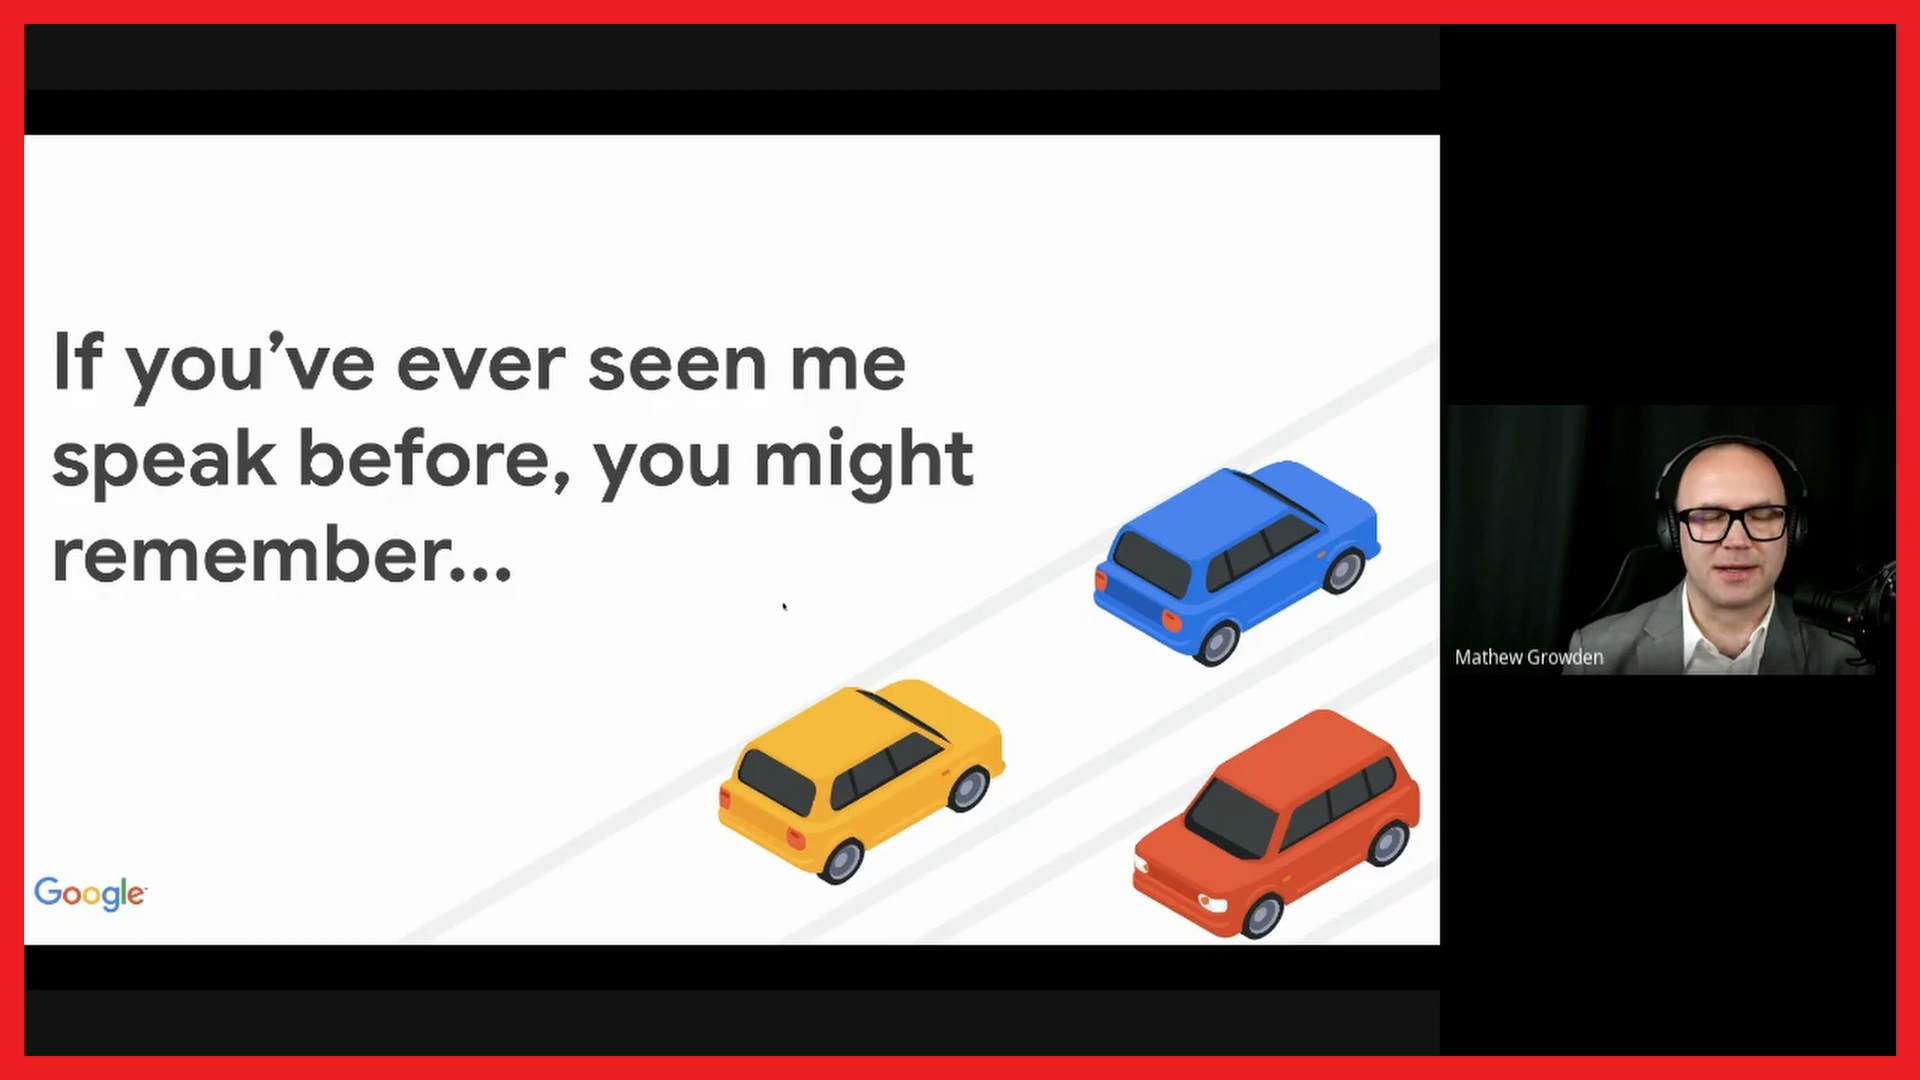 If you’ve ever seen me
speak before, you might
remember...
Google
Mathew Growden